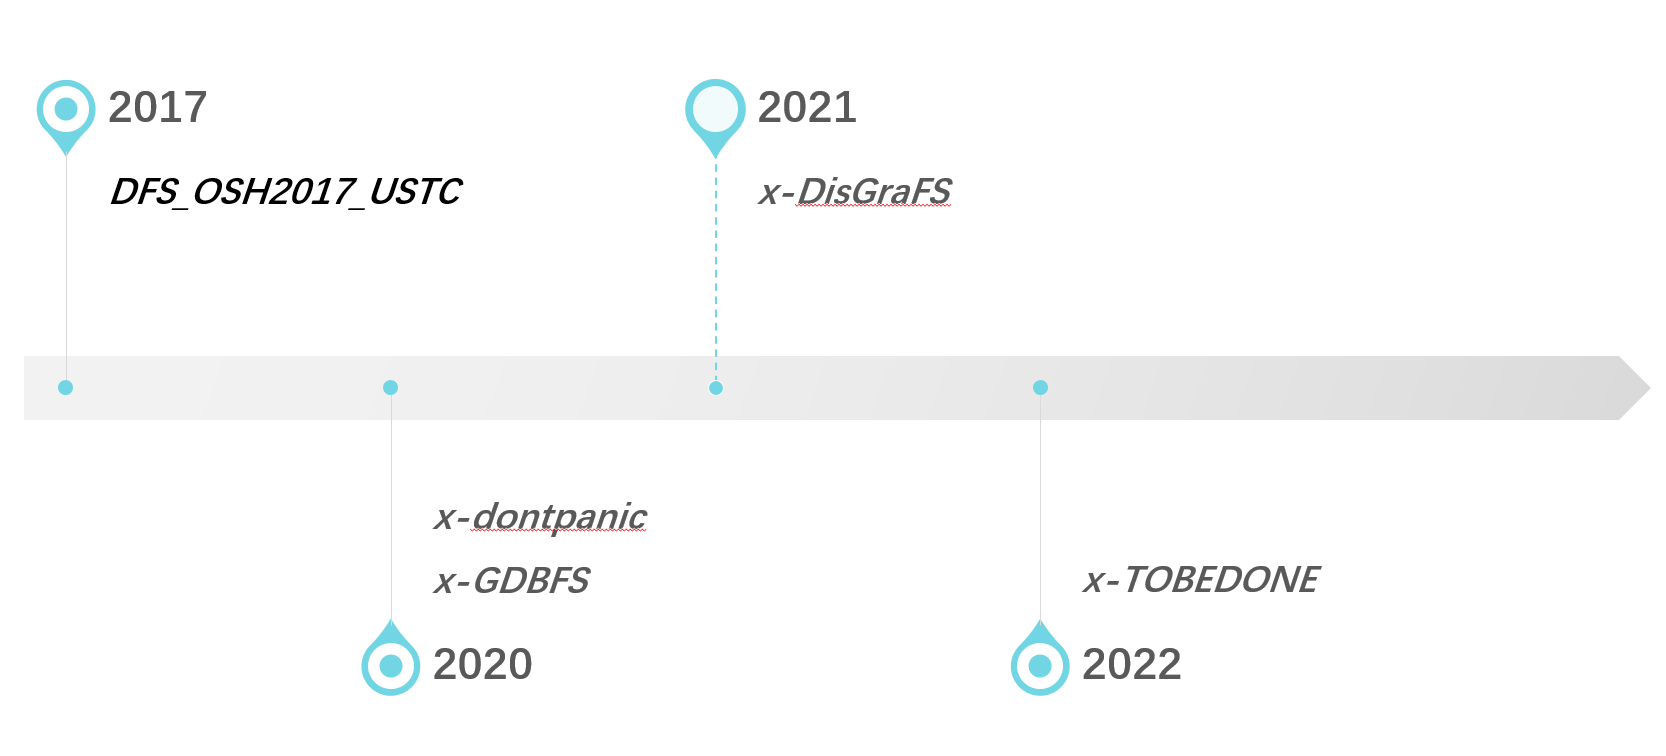 2017
DFS_OSH2017_USTC
2021
x-DisGraFS
x-dontpanic
x-GDBFS
2020
x-TOBEDONE
2022